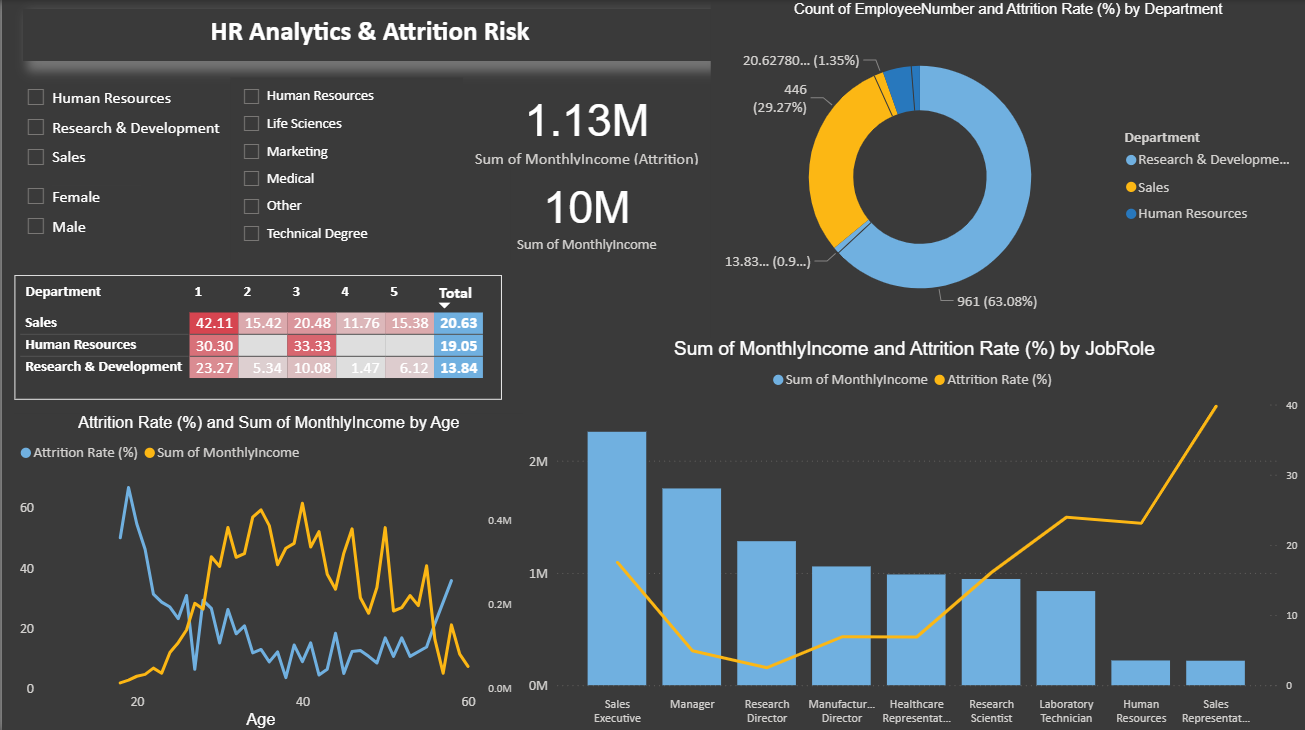 HR Analytics & Attrition Risk
Human Resources
Research & Development
Sales
Female
Male
Human Resources
Life Sciences
Marketing
Medical
Other
Technical Degree
1.13M
Sum of MonthlyIncome (Attrition)
10M
Sum of MonthlyIncome
Count of EmployeeNumber and Attrition Rate (%) by Department
20.62780... (1.35%)
446
(29.27%)
13.83... (0.9...)
961 (63.08%)
Department
Research & Developme...
Sales
Human Resources
Department 1 2 3 4 5 Total
Sales 42.11 15.42 20.48 11.76 15.38 20.63
Human Resources 30.30 33.33 19.05
Research & Development 23.27 5.34 10.08 1.47 6.12 13.84
Attrition Rate (%) and Sum of MonthlyIncome by Age
Attrition Rate (%) Sum of MonthlyIncome
60
40
20
0
0.4M
0.2M
0.0M
20 40 60
Age
Sum of MonthlyIncome and Attrition Rate (%) by JobRole
Sum of MonthlyIncome Attrition Rate (%)
2M
1M
0M
40
30
20
10
0
Sales
Executive
Manager
Research
Director
Manufactur...
Director
Healthcare
Representat...
Research
Scientist
Laboratory
Technician
Human
Resources
Sales
Representat...